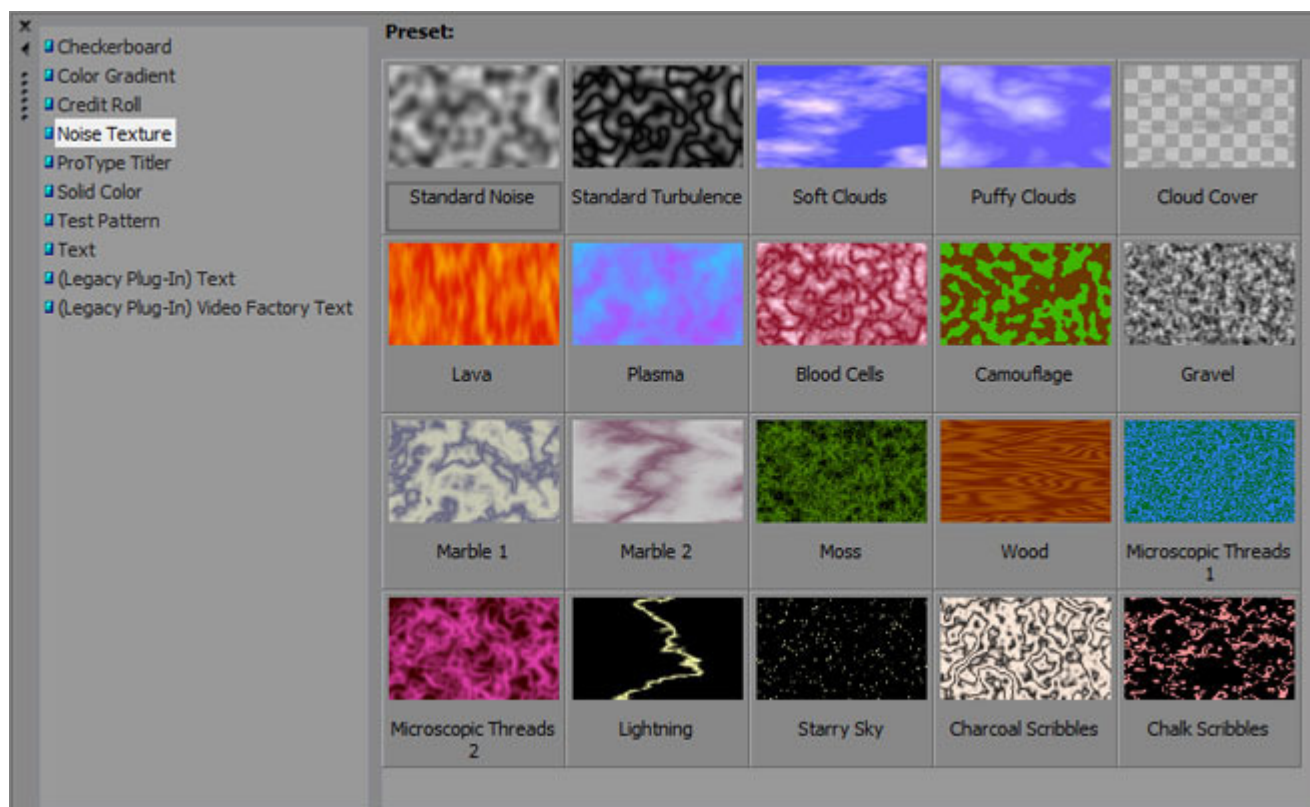 Checkerboard
Color Gradient
Credit Roll
Noise Texture
ProType Titler
Solid Color
Test Pattern
Text
(Legacy Plug-In) Text
(Legacy Plug-In) Video Factory Text
Preset:
Standard Noise
Standard Turbulence
Soft Clouds
Puffy Clouds
Cloud Cover
Lava
Plasma
Blood Cells
Camouflage
Gravel
Marble 1
Marble 2
Moss
Wood
Microscopic Threads
1
Microscopic Threads
2
Lightning
Starry Sky
Charcoal Scribbles
Chalk Scribbles